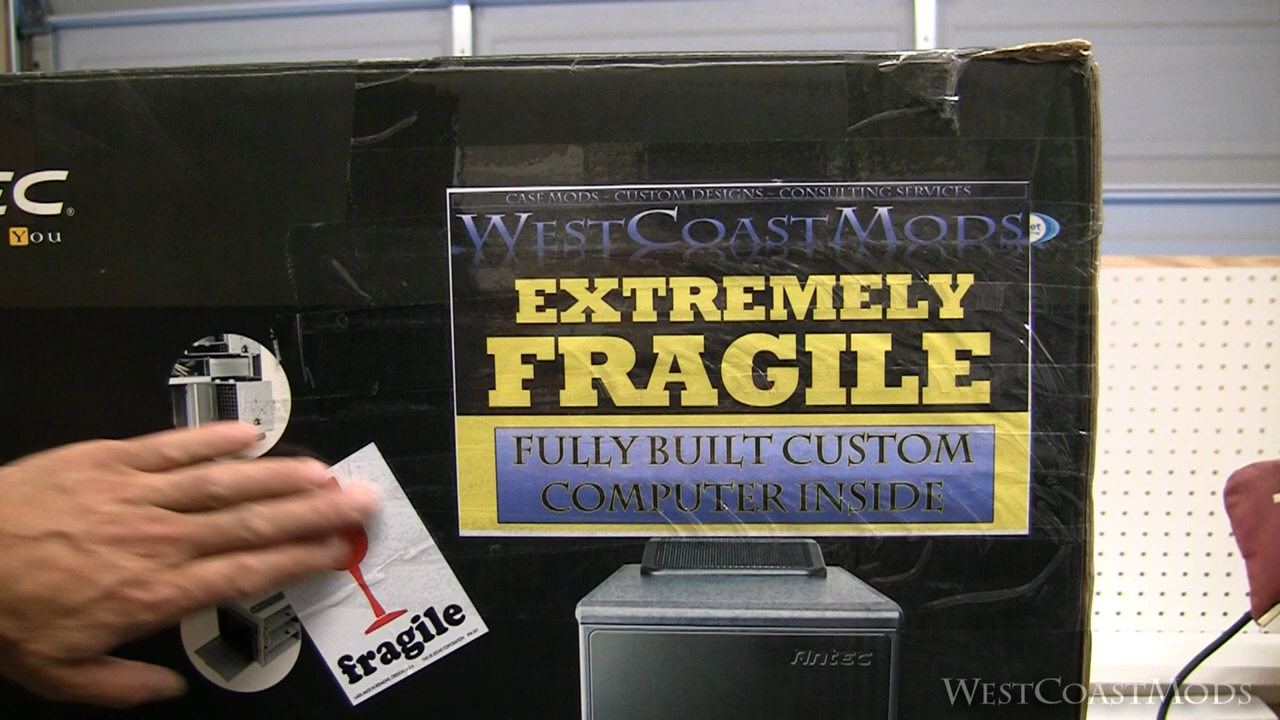 EC®
You
CASE MODS - CUSTOM DESIGNS - CONSULTING SERVICES
WESTCOASTMODS
et
EXTREMELY
FRAGILE
FULLY BUILT CUSTOM
COMPUTER INSIDE
fragile
Antec
WESTCOASTMODS